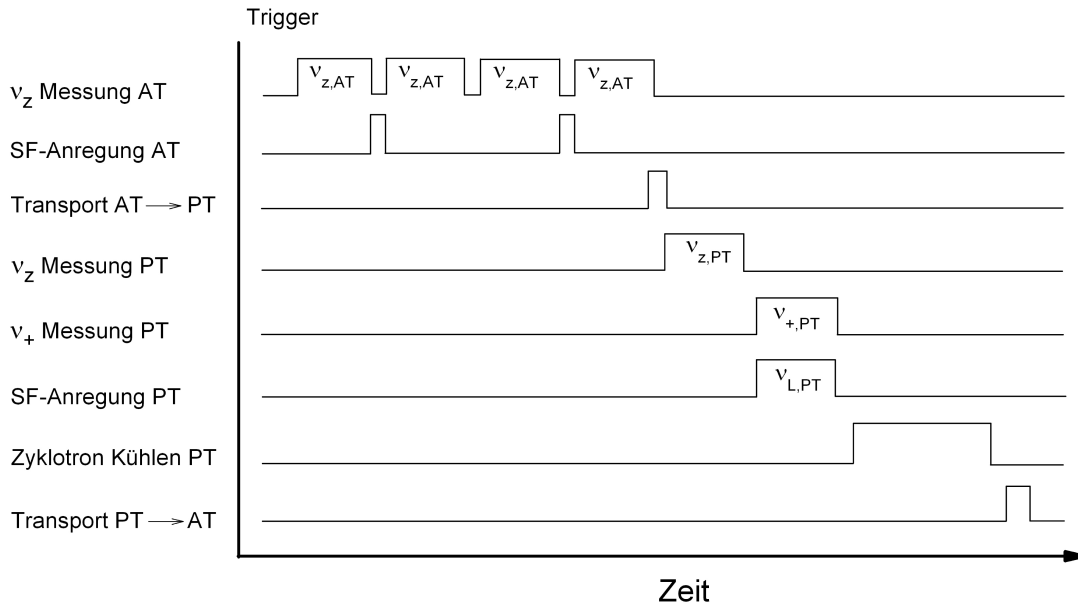 Trigger
ν_z Messung AT
ν_z,AT ν_z,AT ν_z,AT ν_z,AT
SF-Anregung AT
Transport AT → PT
ν_z Messung PT
ν_z,PT
ν_+ Messung PT
ν_+,PT
SF-Anregung PT
ν_L,PT
Zyklotron Kühlen PT
Transport PT → AT
Zeit